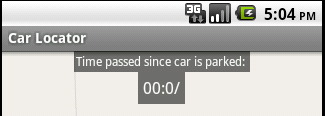 3G 5:04 PM
Car Locator
Time passed since car is parked:
00:0/